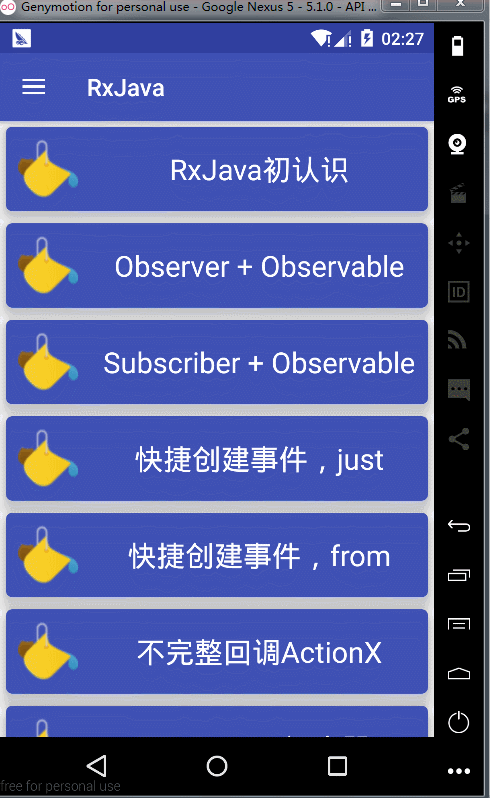 Genymotion for personal use - Google Nexus 5 - 5.1.0 - API ...
02:27
RxJava
GPS
RxJava初认识
Observer + Observable
ID
Subscriber + Observable
快捷创建事件，just
快捷创建事件，from
不完整回调ActionX
free for personal use